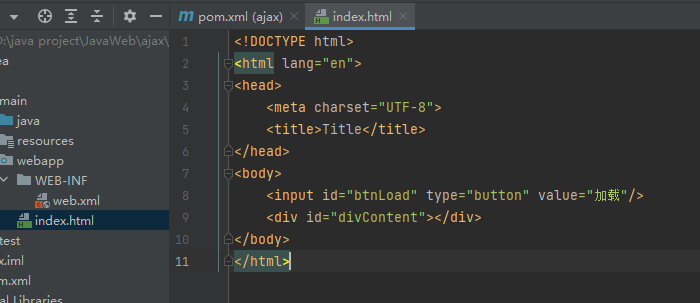 pom.xml (ajax)
index.html
:\java project\JavaWeb\ajax\
ea
main
java
resources
webapp
WEB-INF
web.xml
index.html
test
x.iml
m.xml
nal Libraries
1 <!DOCTYPE html>
2 <html lang="en">
3 <head>
4 <meta charset="UTF-8">
5 <title>Title</title>
6 </head>
7 <body>
8 <input id="btnLoad" type="button" value="加载"/>
9 <div id="divContent"></div>
10 </body>
11 </html>